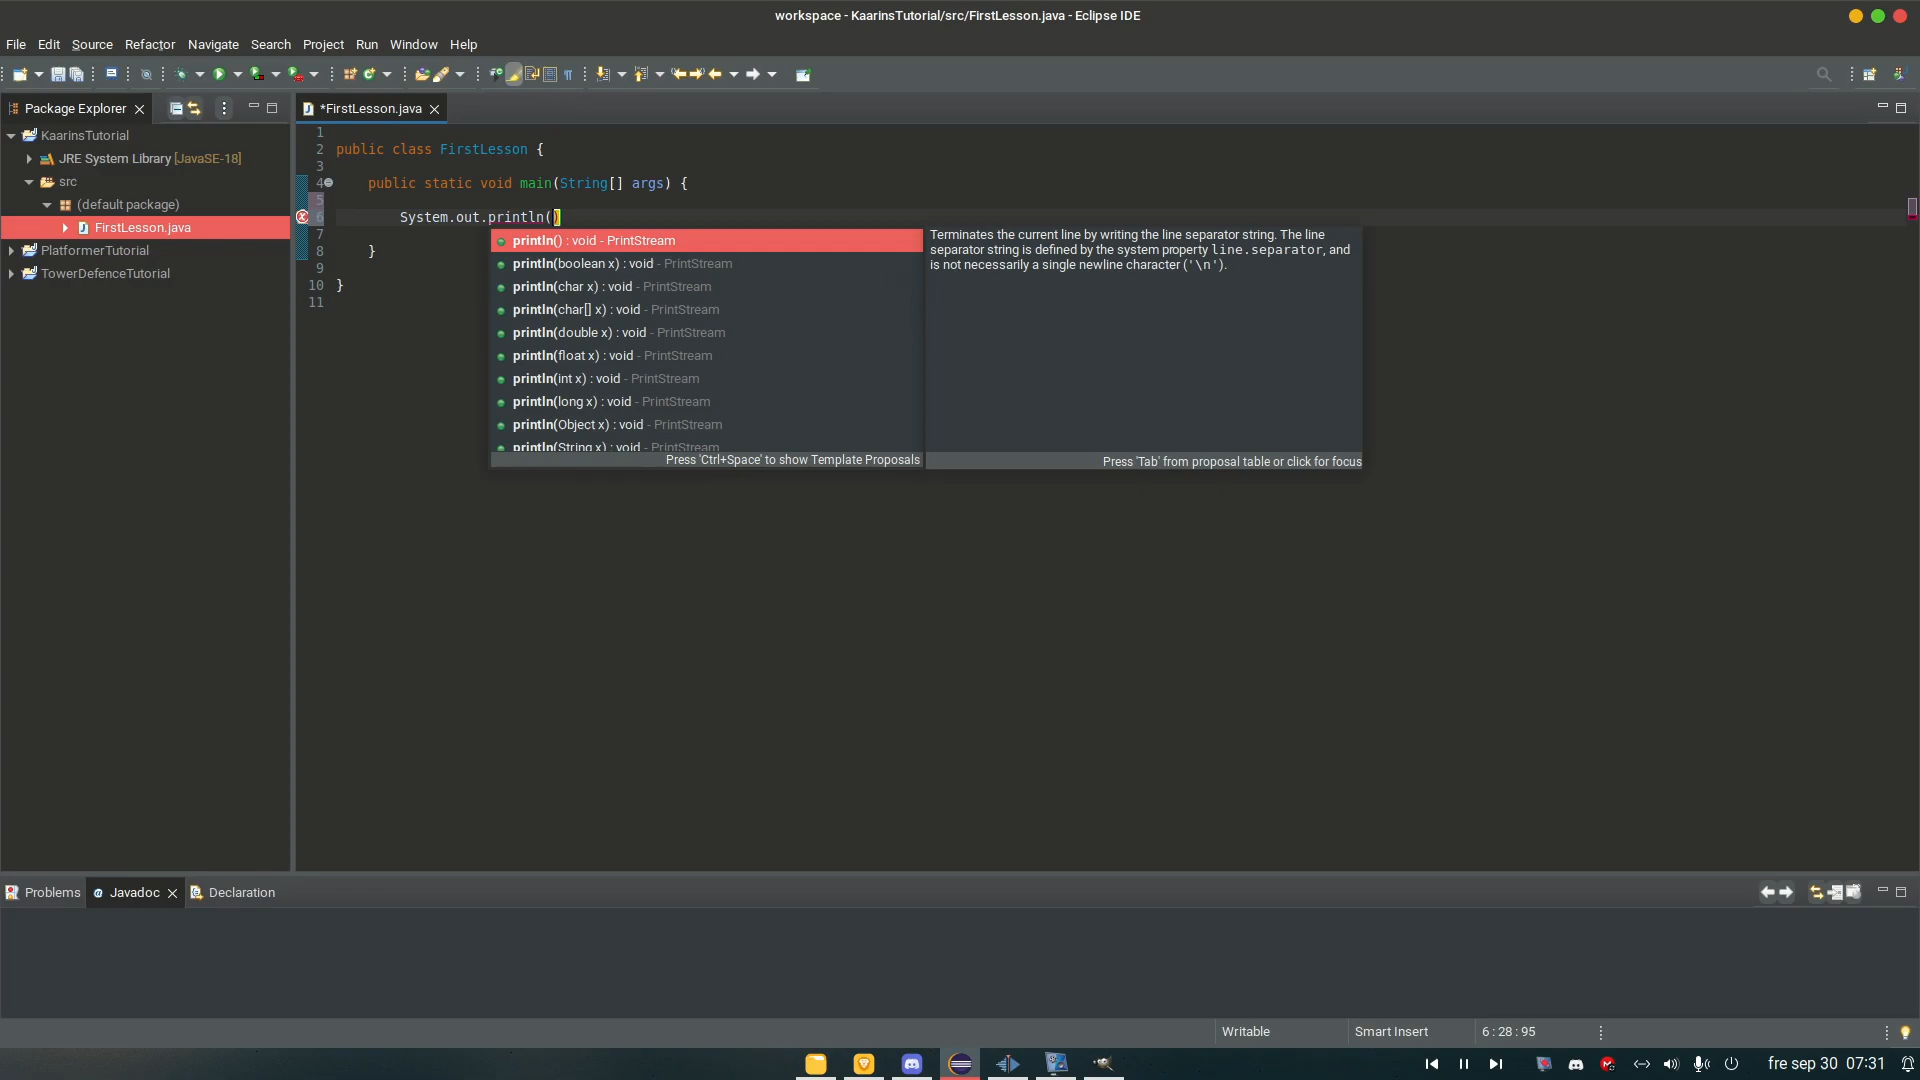 workspace - KaarinsTutorial/src/FirstLesson.java - Eclipse IDE
File Edit Source Refactor Navigate Search Project Run Window Help
Package Explorer
*FirstLesson.java
KaarinsTutorial
JRE System Library [JavaSE-18]
src
(default package)
FirstLesson.java
PlatformerTutorial
TowerDefenceTutorial
1
2 public class FirstLesson {
3
4 public static void main(String[] args) {
5
6 System.out.println()
7
8 }
9
10 }
11
println() : void - PrintStream
println(boolean x) : void - PrintStream
println(char x) : void - PrintStream
println(char[] x) : void - PrintStream
println(double x) : void - PrintStream
println(float x) : void - PrintStream
println(int x) : void - PrintStream
println(long x) : void - PrintStream
println(Object x) : void - PrintStream
println(String x) : void - PrintStream
Press 'Ctrl+Space' to show Template Proposals
Terminates the current line by writing the line separator string. The line
separator string is defined by the system property line.separator, and
is not necessarily a single newline character ('\n').
Press 'Tab' from proposal table or click for focus
Problems Javadoc Declaration
Writable Smart Insert 6 : 28 : 95
fre sep 30 07:31